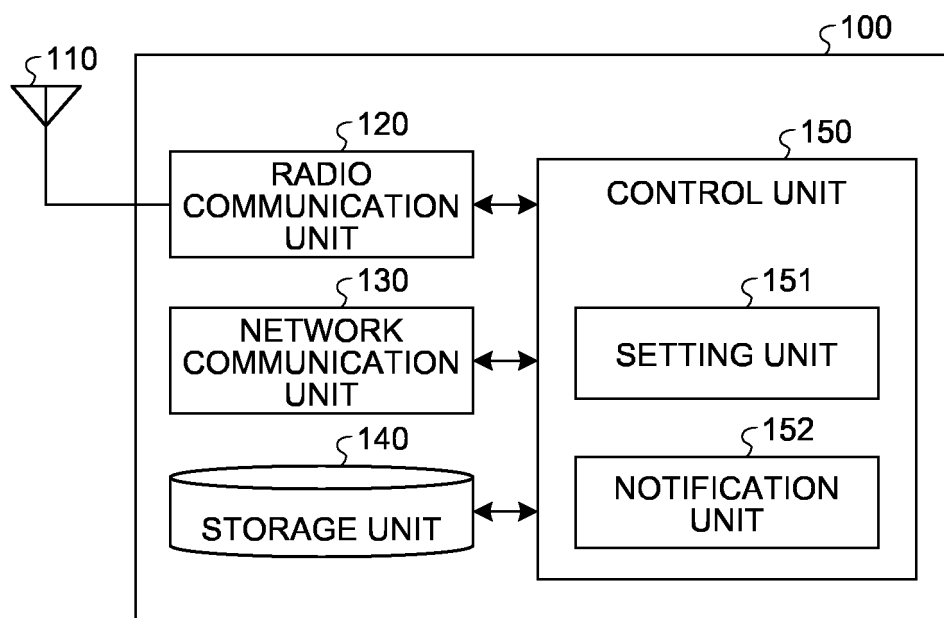 100
110
120
RADIO
COMMUNICATION
UNIT
150
CONTROL UNIT
130
NETWORK
COMMUNICATION
UNIT
151
SETTING UNIT
140
STORAGE UNIT
152
NOTIFICATION
UNIT